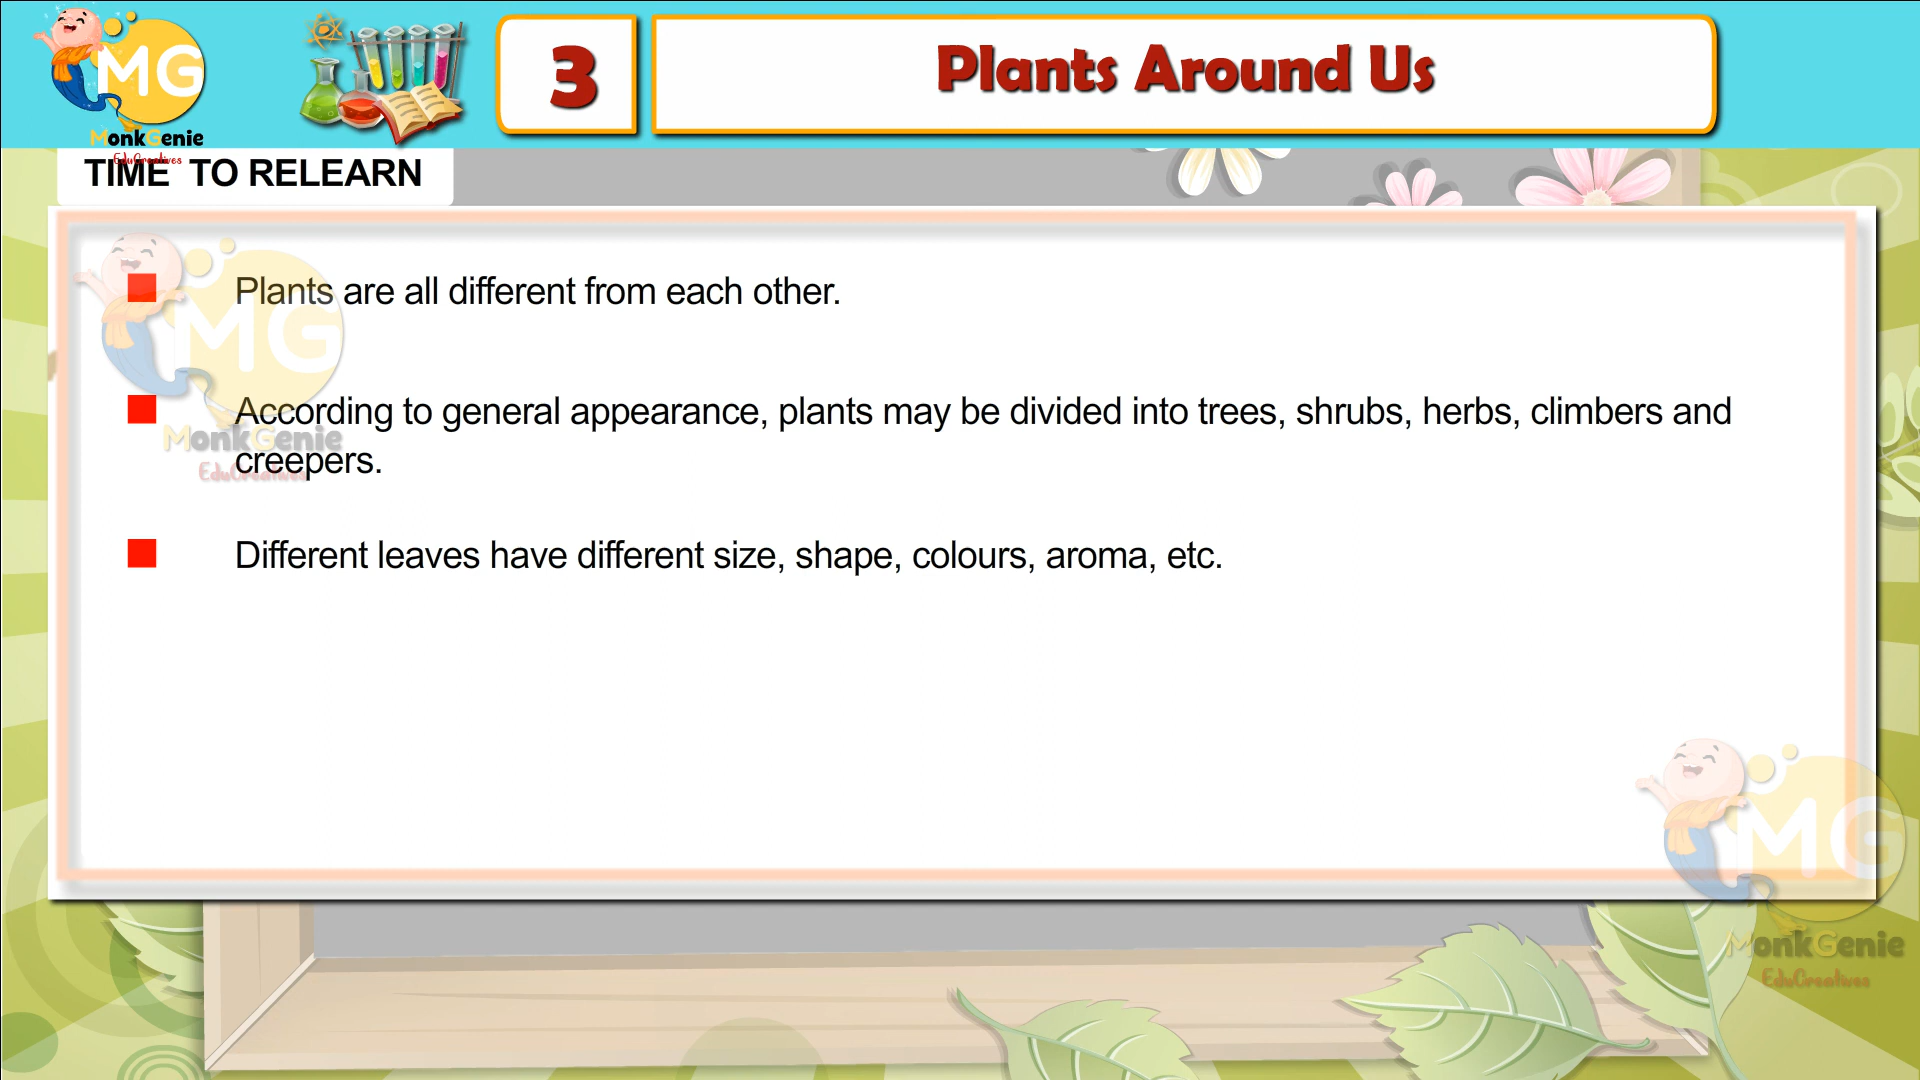 MG
MonkGenie
EduCreatives
3
Plants Around Us
TIME TO RELEARN
Plants are all different from each other.
According to general appearance, plants may be divided into trees, shrubs, herbs, climbers and
creepers.
Different leaves have different size, shape, colours, aroma, etc.
MG
MonkGenie
EduCreatives
MG
MonkGenie
EduCreatives